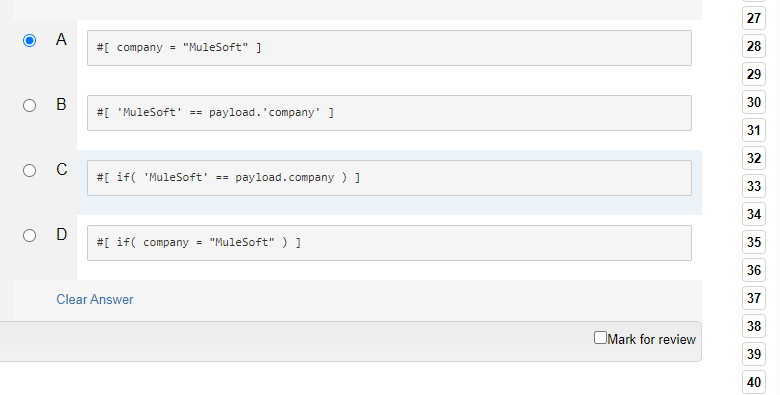 A
#[ company = "MuleSoft" ]
B
#[ 'MuleSoft' == payload.'company' ]
C
#[ if( 'MuleSoft' == payload.company ) ]
D
#[ if( company = "MuleSoft" ) ]
Clear Answer
Mark for review
27
28
29
30
31
32
33
34
35
36
37
38
39
40